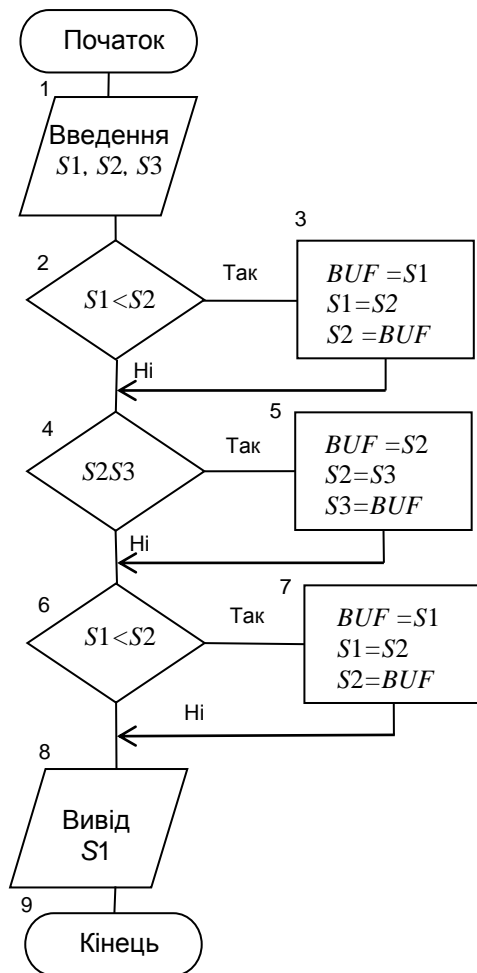 Початок
1
Введення
S1, S2, S3
2
S1<S2
Так
3
BUF =S1
S1=S2
S2 =BUF
Ні
4
S2S3
Так
5
BUF =S2
S2=S3
S3=BUF
Ні
6
S1<S2
Так
7
BUF =S1
S1=S2
S2=BUF
Ні
8
Вивід
S1
9
Кінець